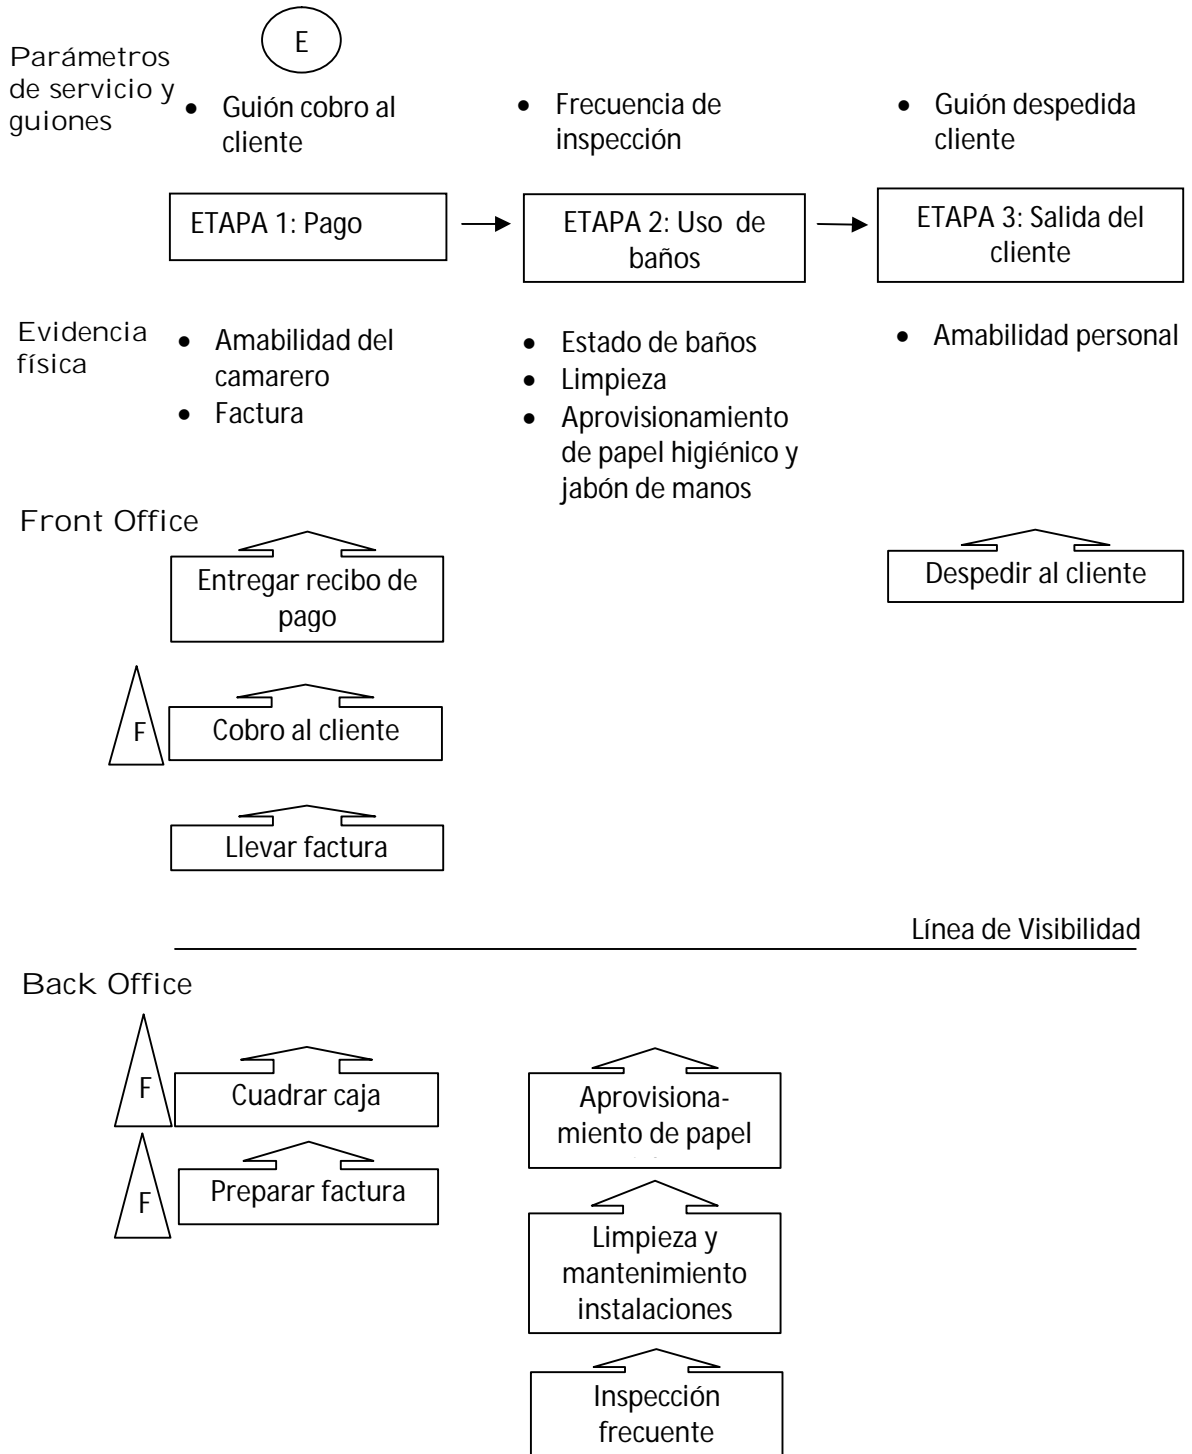 E
Parámetros
de servicio y
guiones
• Guión cobro al
cliente
• Frecuencia de
inspección
• Guión despedida
cliente
ETAPA 1: Pago
ETAPA 2: Uso de
baños
ETAPA 3: Salida del
cliente
Evidencia
física
• Amabilidad del
camarero
• Factura
• Estado de baños
• Limpieza
• Aprovisionamiento
de papel higiénico y
jabón de manos
• Amabilidad personal
Front Office
Entregar recibo de
pago
Despedir al cliente
F
Cobro al cliente
Llevar factura
Línea de Visibilidad
Back Office
F
Cuadrar caja
F
Preparar factura
Aprovisiona-
miento de papel
Limpieza y
mantenimiento
instalaciones
Inspección
frecuente